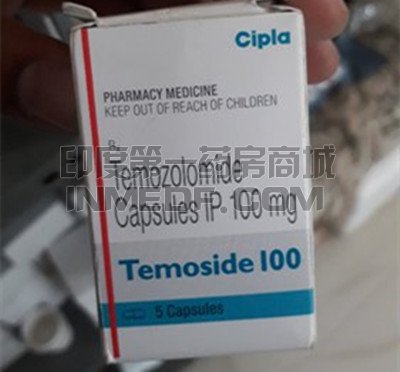 Cipla
PHARMACY MEDICINE
KEEP OUT OF REACH OF CHILDREN
Rx
Temozolomide
Capsules IP 100 mg
印度第一药房商城
Temoside 100
5 Capsules